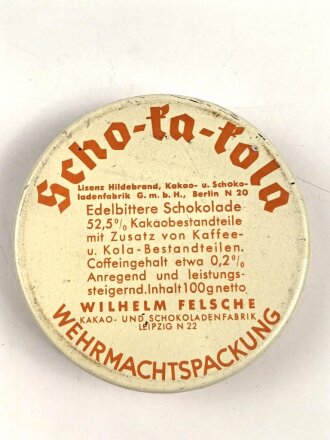 Scho-ka-kola
Lizenz Hildebrand, Kakao- u. Schoko-
ladenfabrik G. m. b. H., Berlin N 20
Edelbittere Schokolade
52,5% Kakaobestandteile
mit Zusatz von Kaffee-
u. Kola-Bestandteilen.
Coffeingehalt etwa 0,2%
Anregend und leistungs-
steigernd. Inhalt 100g netto
WILHELM FELSCHE
KAKAO- UND SCHOKOLADENFABRIK
LEIPZIG N 22
WEHRMACHTSPACKUNG